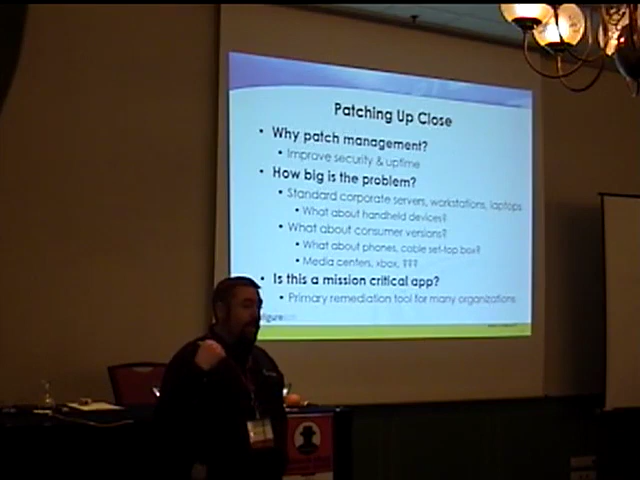 Patching Up Close
• Why patch management?
• Improve security & uptime
• How big is the problem?
• Standard corporate servers, workstations, laptops
• What about handheld devices?
• What about consumer versions?
• What about phones, cable set-top box?
• Media centers, xbox, ???
• Is this a mission critical app?
• Primary remediation tool for many organizations
figure